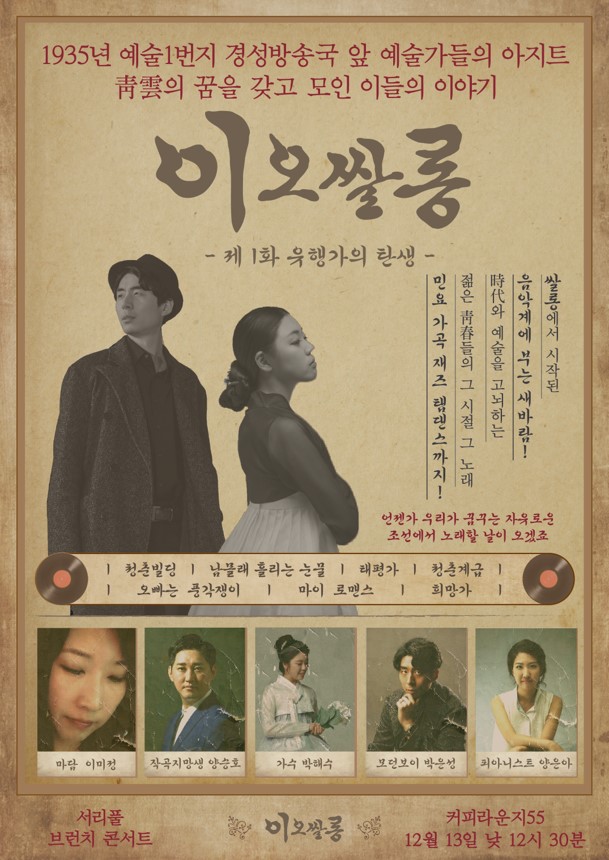 1935년 예술1번지 경성방송국 앞 예술가들의 아지트
靑雲의 꿈을 갖고 모인 이들의 이야기
이오쌀롱
- 제 1화 유행가의 탄생 -
쌀롱에서 시작된
음악계에 부는 새바람!
時代와 예술을 고뇌하는
젊은 靑春들의 그 시절 그 노래
민요 가곡 재즈 탭댄스까지!
언젠가 우리가 꿈꾸는 자유로운
조선에서 노래할 날이 오겠죠
| 청춘빌딩 | 남몰래 흘리는 눈물 | 태평가 | 청춘계급 |
| 오빠는 풍각쟁이 | 마이 로맨스 | 희망가 |
마담 이미정
작곡지망생 양승호
가수 박해수
모던보이 박은성
피아니스트 양은아
서리풀
브런치 콘서트
이오쌀롱
커피라운지55
12월 13일 낮 12시 30분